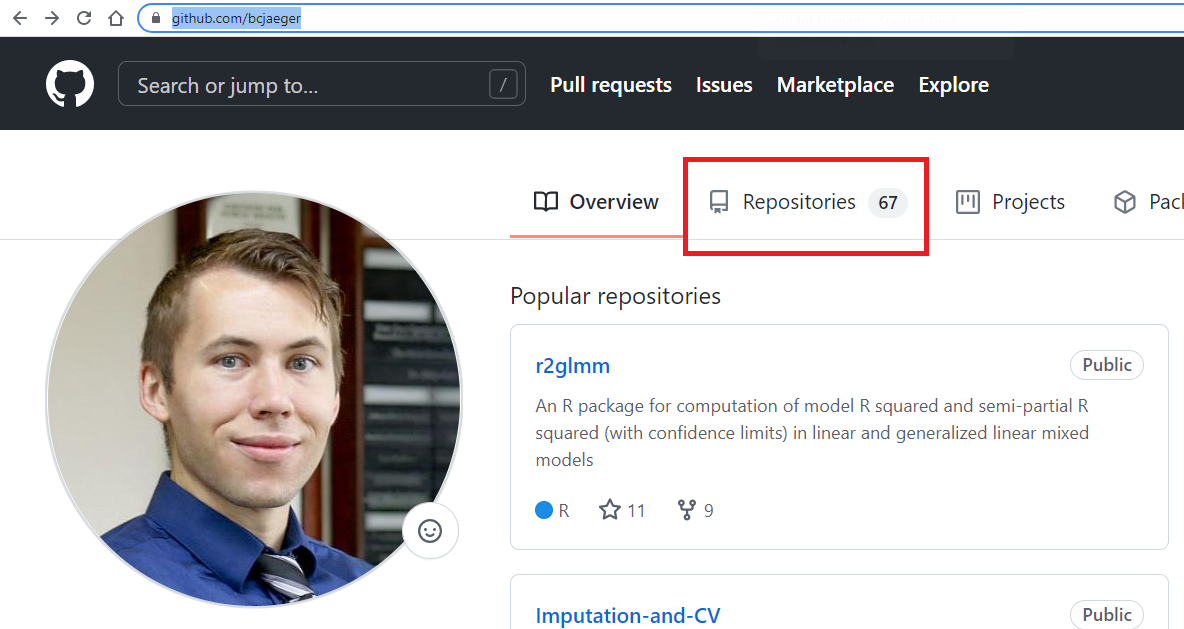 github.com/bcjaeger
Search or jump to...
/
Pull requests
Issues
Marketplace
Explore
Overview
Repositories 67
Projects
Pack
Popular repositories
r2glmm
Public
An R package for computation of model R squared and semi-partial R
squared (with confidence limits) in linear and generalized linear mixed
models
R
11
9
Imputation-and-CV
Public